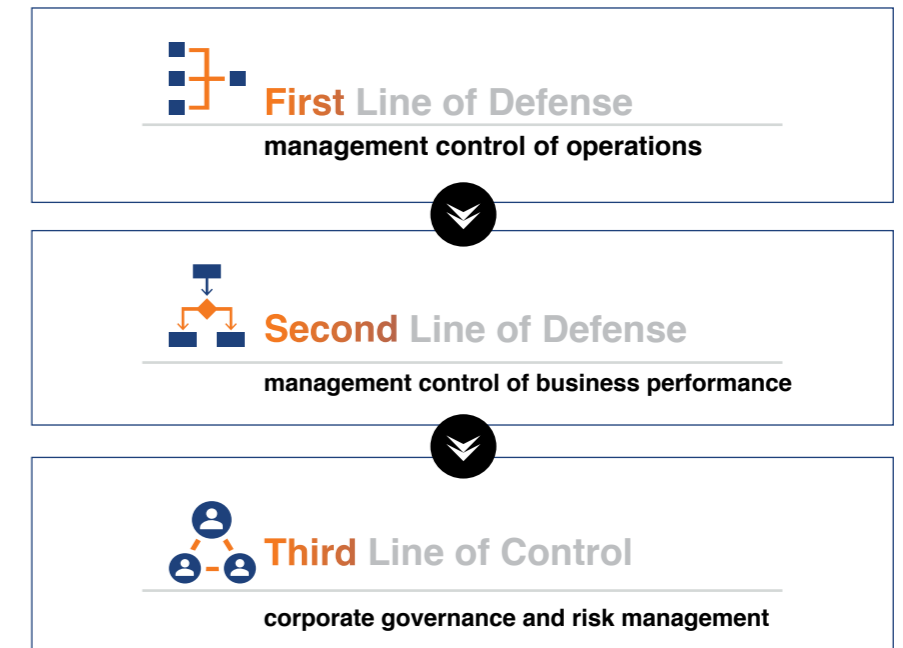 First Line of Defense
management control of operations
Second Line of Defense
management control of business performance
Third Line of Control
corporate governance and risk management